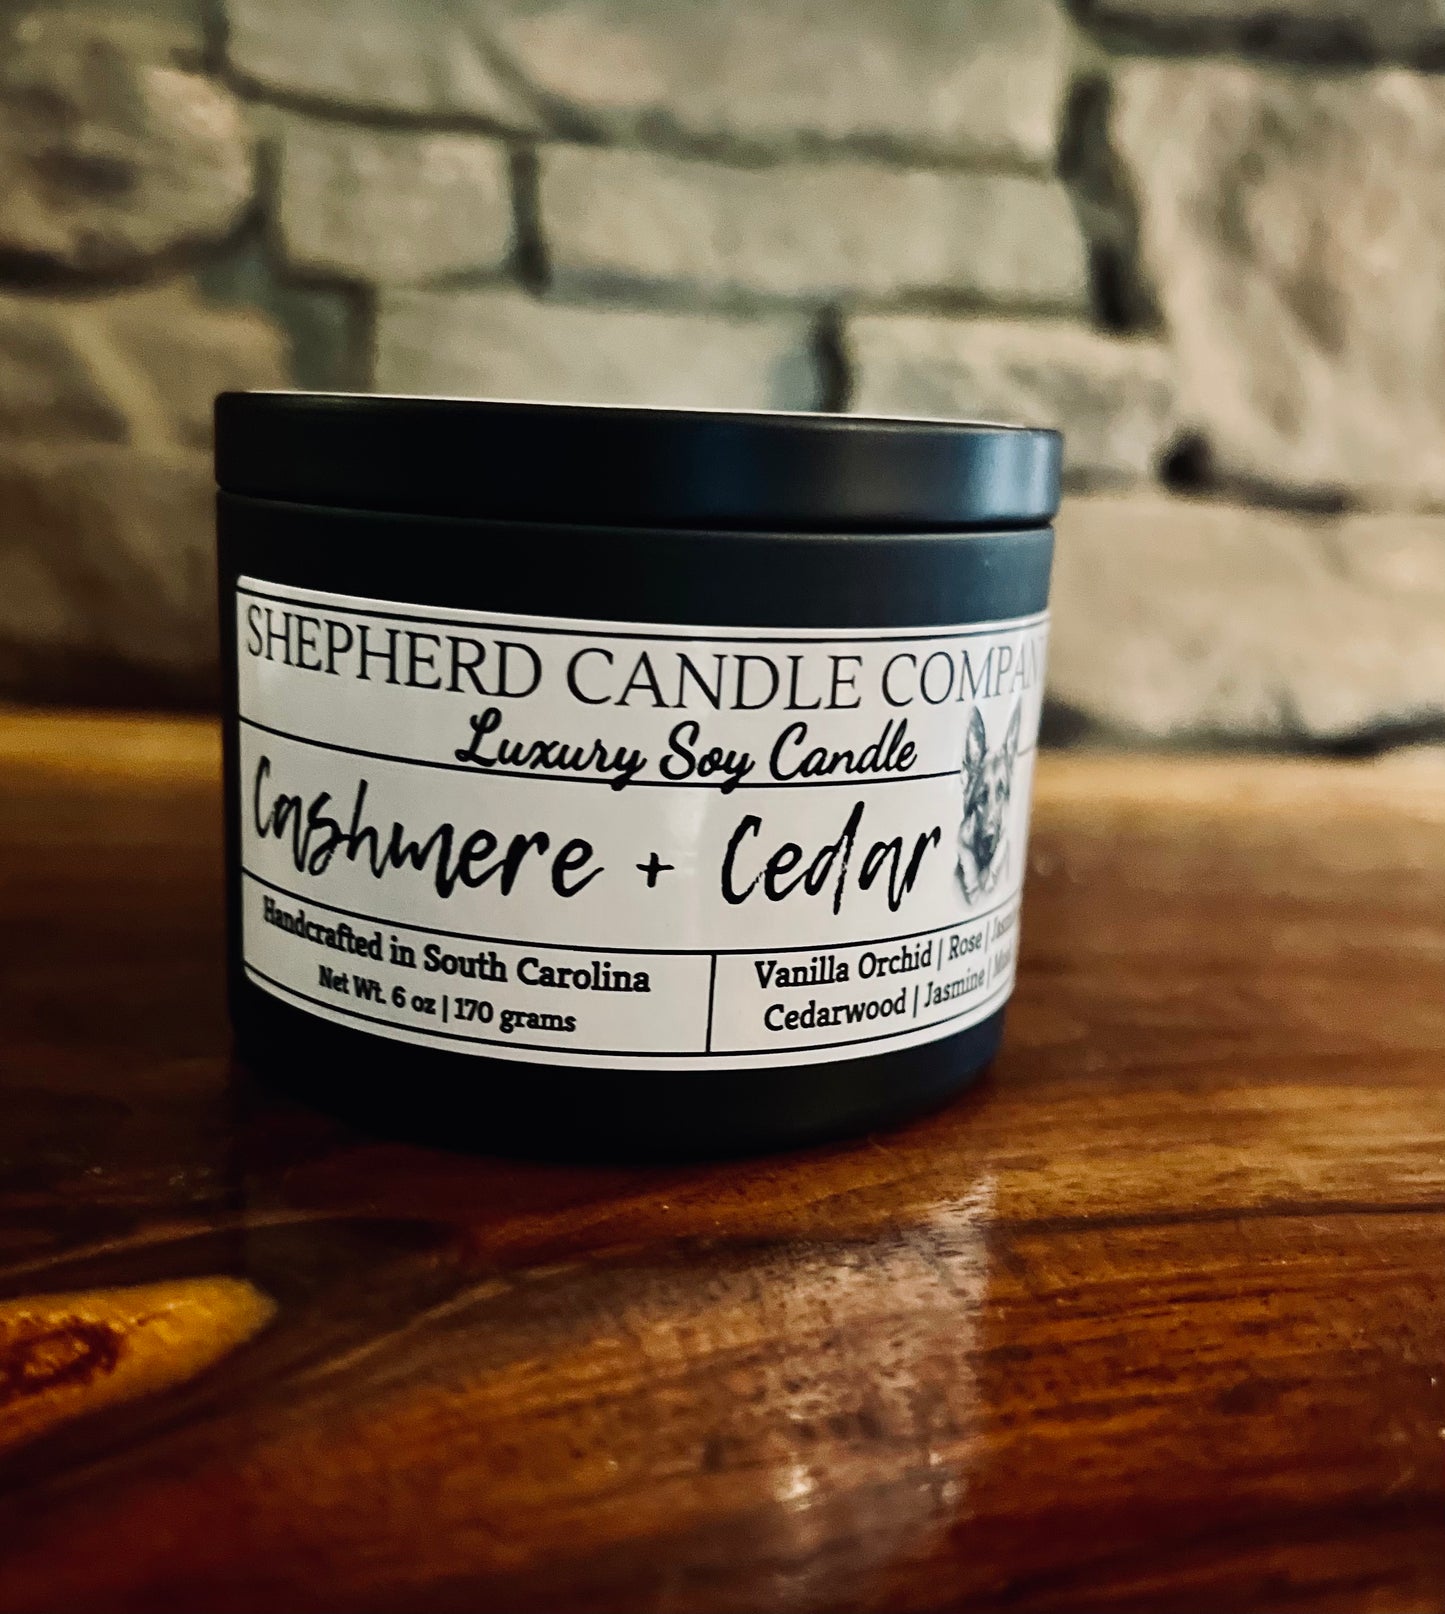 SHEPHERD CANDLE COMPAN
Luxury Soy Candle
Cashmere + Cedar
Handcrafted in South Carolina
Net Wt. 6 oz | 170 grams
Vanilla Orchid | Rose |
Cedarwood | Jasmine |